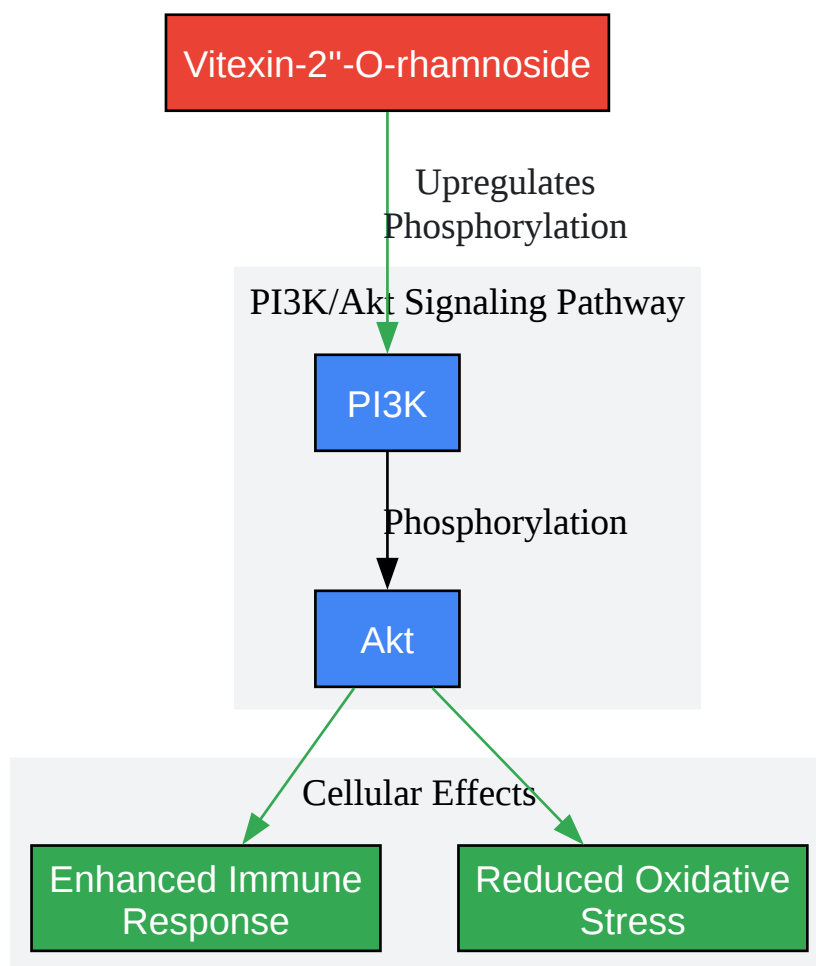 Vitexin-2"-O-rhamnoside
Upregulates
Phosphorylation
PI3K/Akt Signaling Pathway
PI3K
Phosphorylation
Akt
Cellular Effects
Enhanced Immune
Response
Reduced Oxidative
Stress